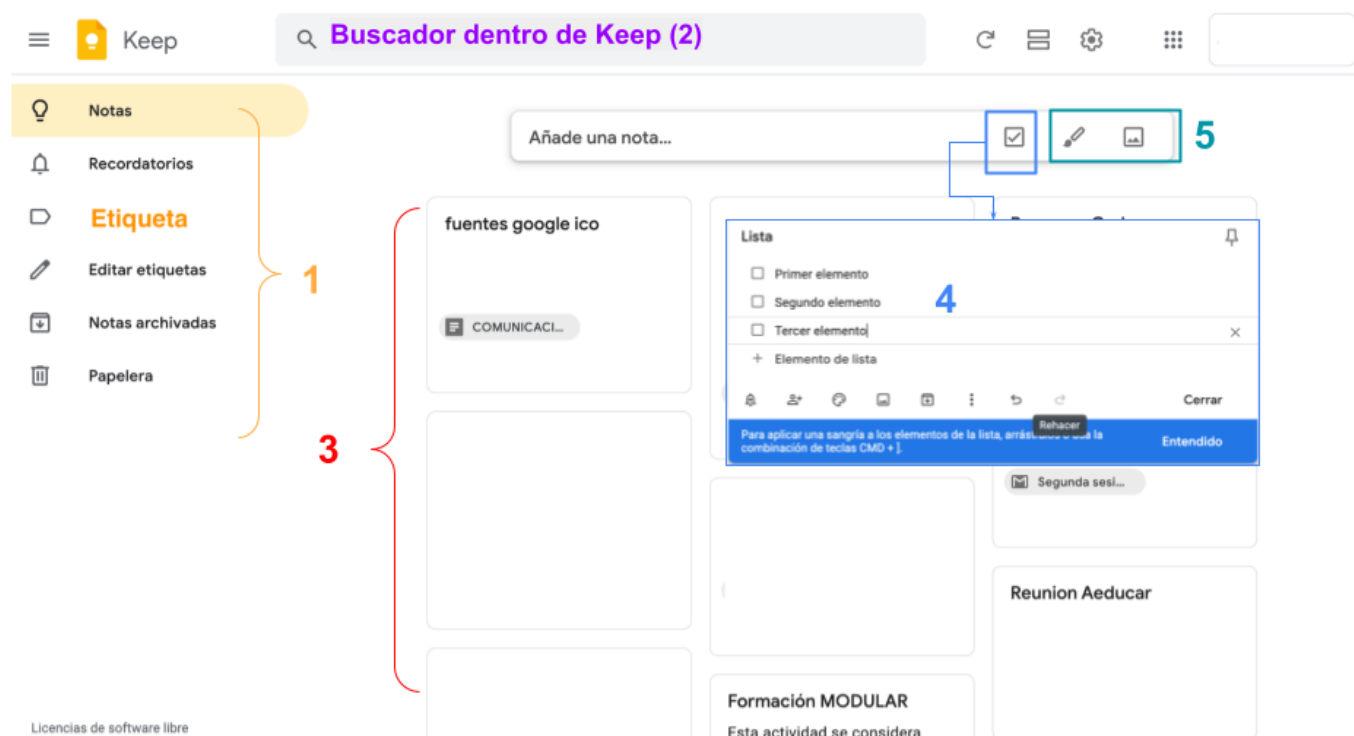 Keep
Buscador dentro de Keep (2)
Notas
Recordatorios
Etiqueta
Editar etiquetas
Notas archivadas
Papelera
1
Añade una nota...
5
3
fuentes google ico
COMUNICACI...
Lista
Primer elemento
Segundo elemento
4
Tercer elemento
+ Elemento de lista
Cerrar
Rehacer
Para aplicar una sangría a los elementos de la lista, o usa la
combinación de teclas CMD + ].
Entendido
Segunda sesi...
Reunion Aeducar
Formación MODULAR
Esta actividad se considera
Licencias de software libre